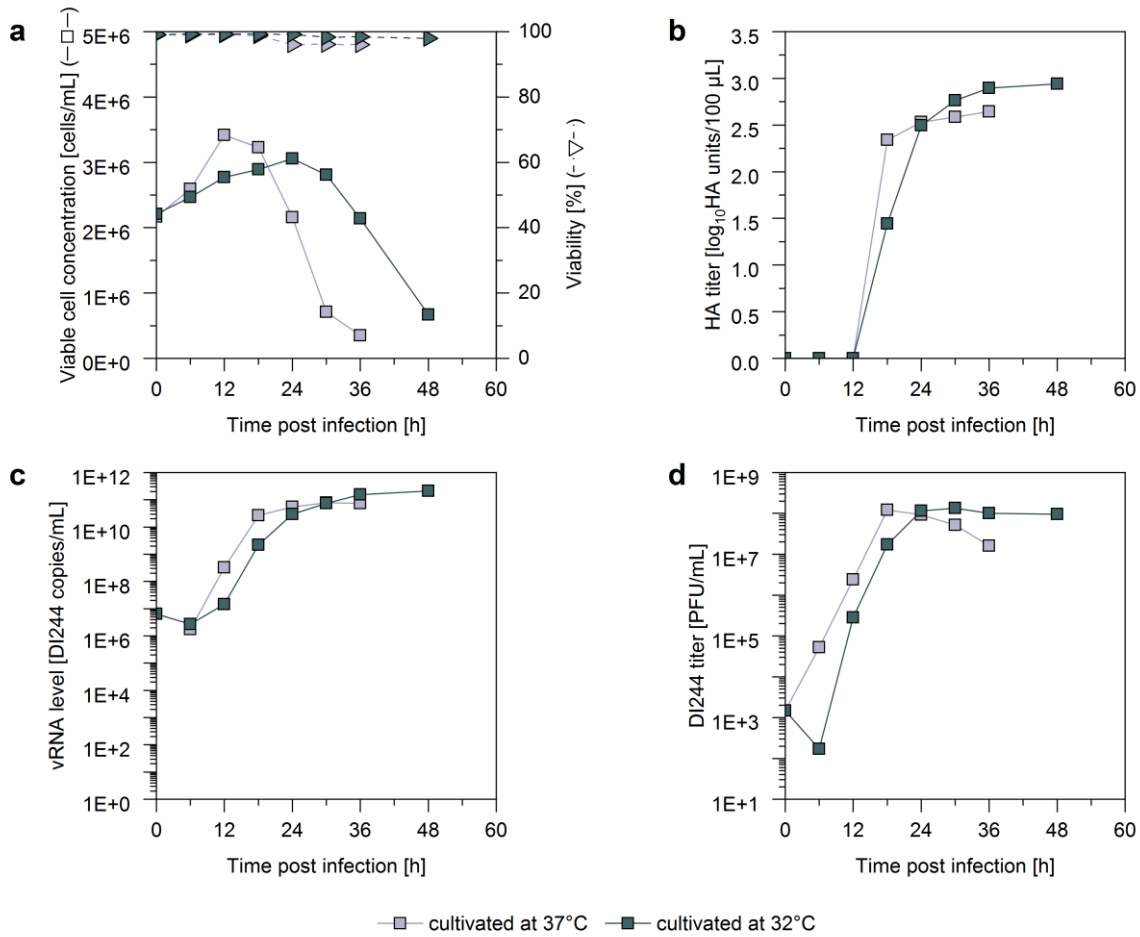 a
Viable cell concentration [cells/mL] (—□—)
5E+6
4E+6
3E+6
2E+6
1E+6
0E+0
100
80
60
40
20
0
Viability [%] (- ▽- ·)
0 12 24 36 48 60
Time post infection [h]
b
HA titer [log₁₀HA units/100 µL]
3.5
3.0
2.5
2.0
1.5
1.0
0.5
0.0
0 12 24 36 48 60
Time post infection [h]
c
vRNA level [DI244 copies/mL]
1E+12
1E+10
1E+8
1E+6
1E+4
1E+2
1E+0
0 12 24 36 48 60
Time post infection [h]
d
DI244 titer [PFU/mL]
1E+9
1E+7
1E+5
1E+3
1E+1
0 12 24 36 48 60
Time post infection [h]
cultivated at 37°C cultivated at 32°C